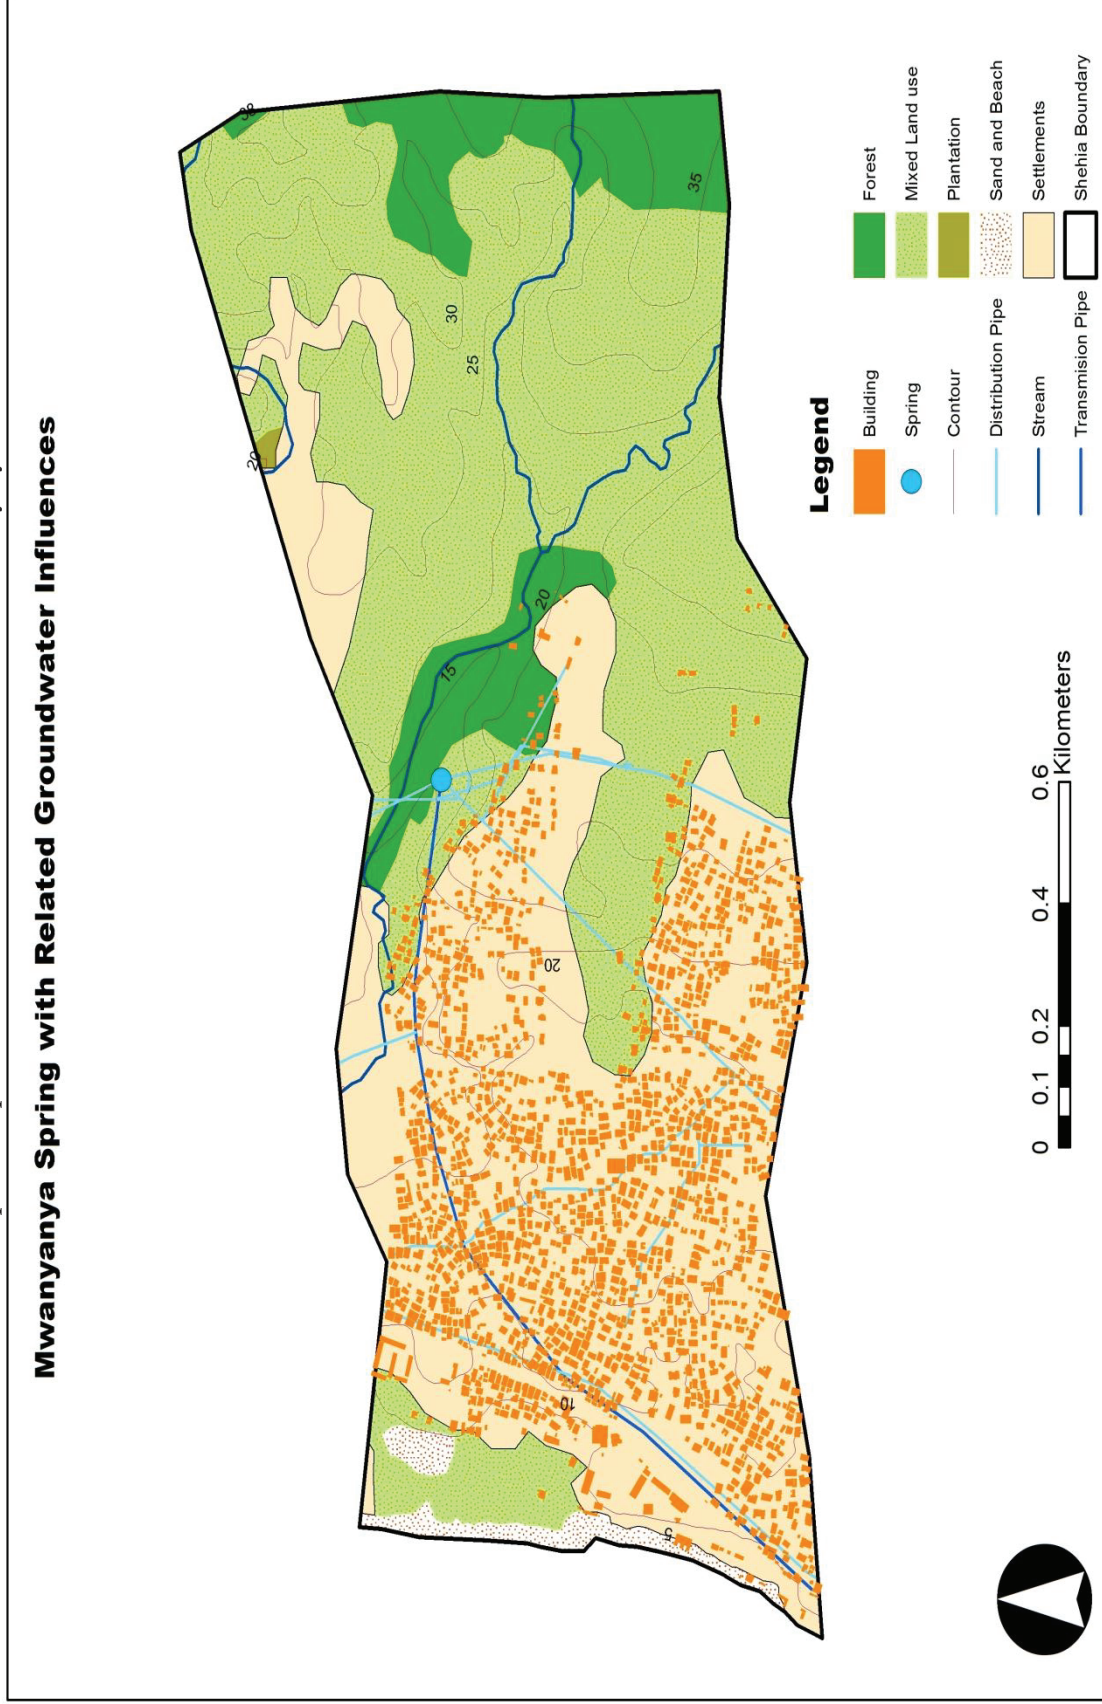 Mwanyanya Spring with Related Groundwater Influences
38
20
30
25
35
15
20
20
10
5
Legend
Building
Spring
Contour
Distribution Pipe
Stream
Transmision Pipe
Forest
Mixed Land use
Plantation
Sand and Beach
Settlements
Shehia Boundary
0 0.1 0.2 0.4 0.6
Kilometers